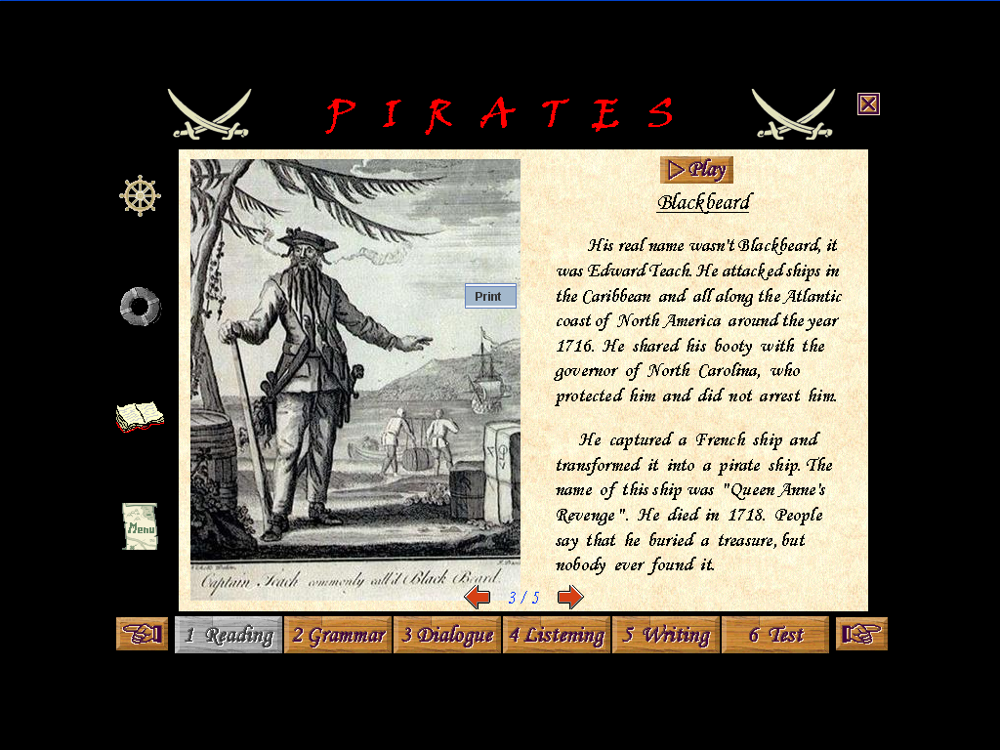 PIRATES
Play
Blackbeard
His real name wasn't Blackbeard, it
was Edward Teach. He attacked ships in
the Caribbean and all along the Atlantic
coast of North America around the year
1716. He shared his booty with the
governor of North Carolina, who
protected him and did not arrest him.
He captured a French ship and
transformed it into a pirate ship. The
name of this ship was "Queen Anne's
Revenge". He died in 1718. People
say that he buried a treasure, but
nobody ever found it.
Print
Captain Teach commonly call'd Black Beard.
3 / 5
Menu
1 Reading
2 Grammar
3 Dialogue
4 Listening
5 Writing
6 Test